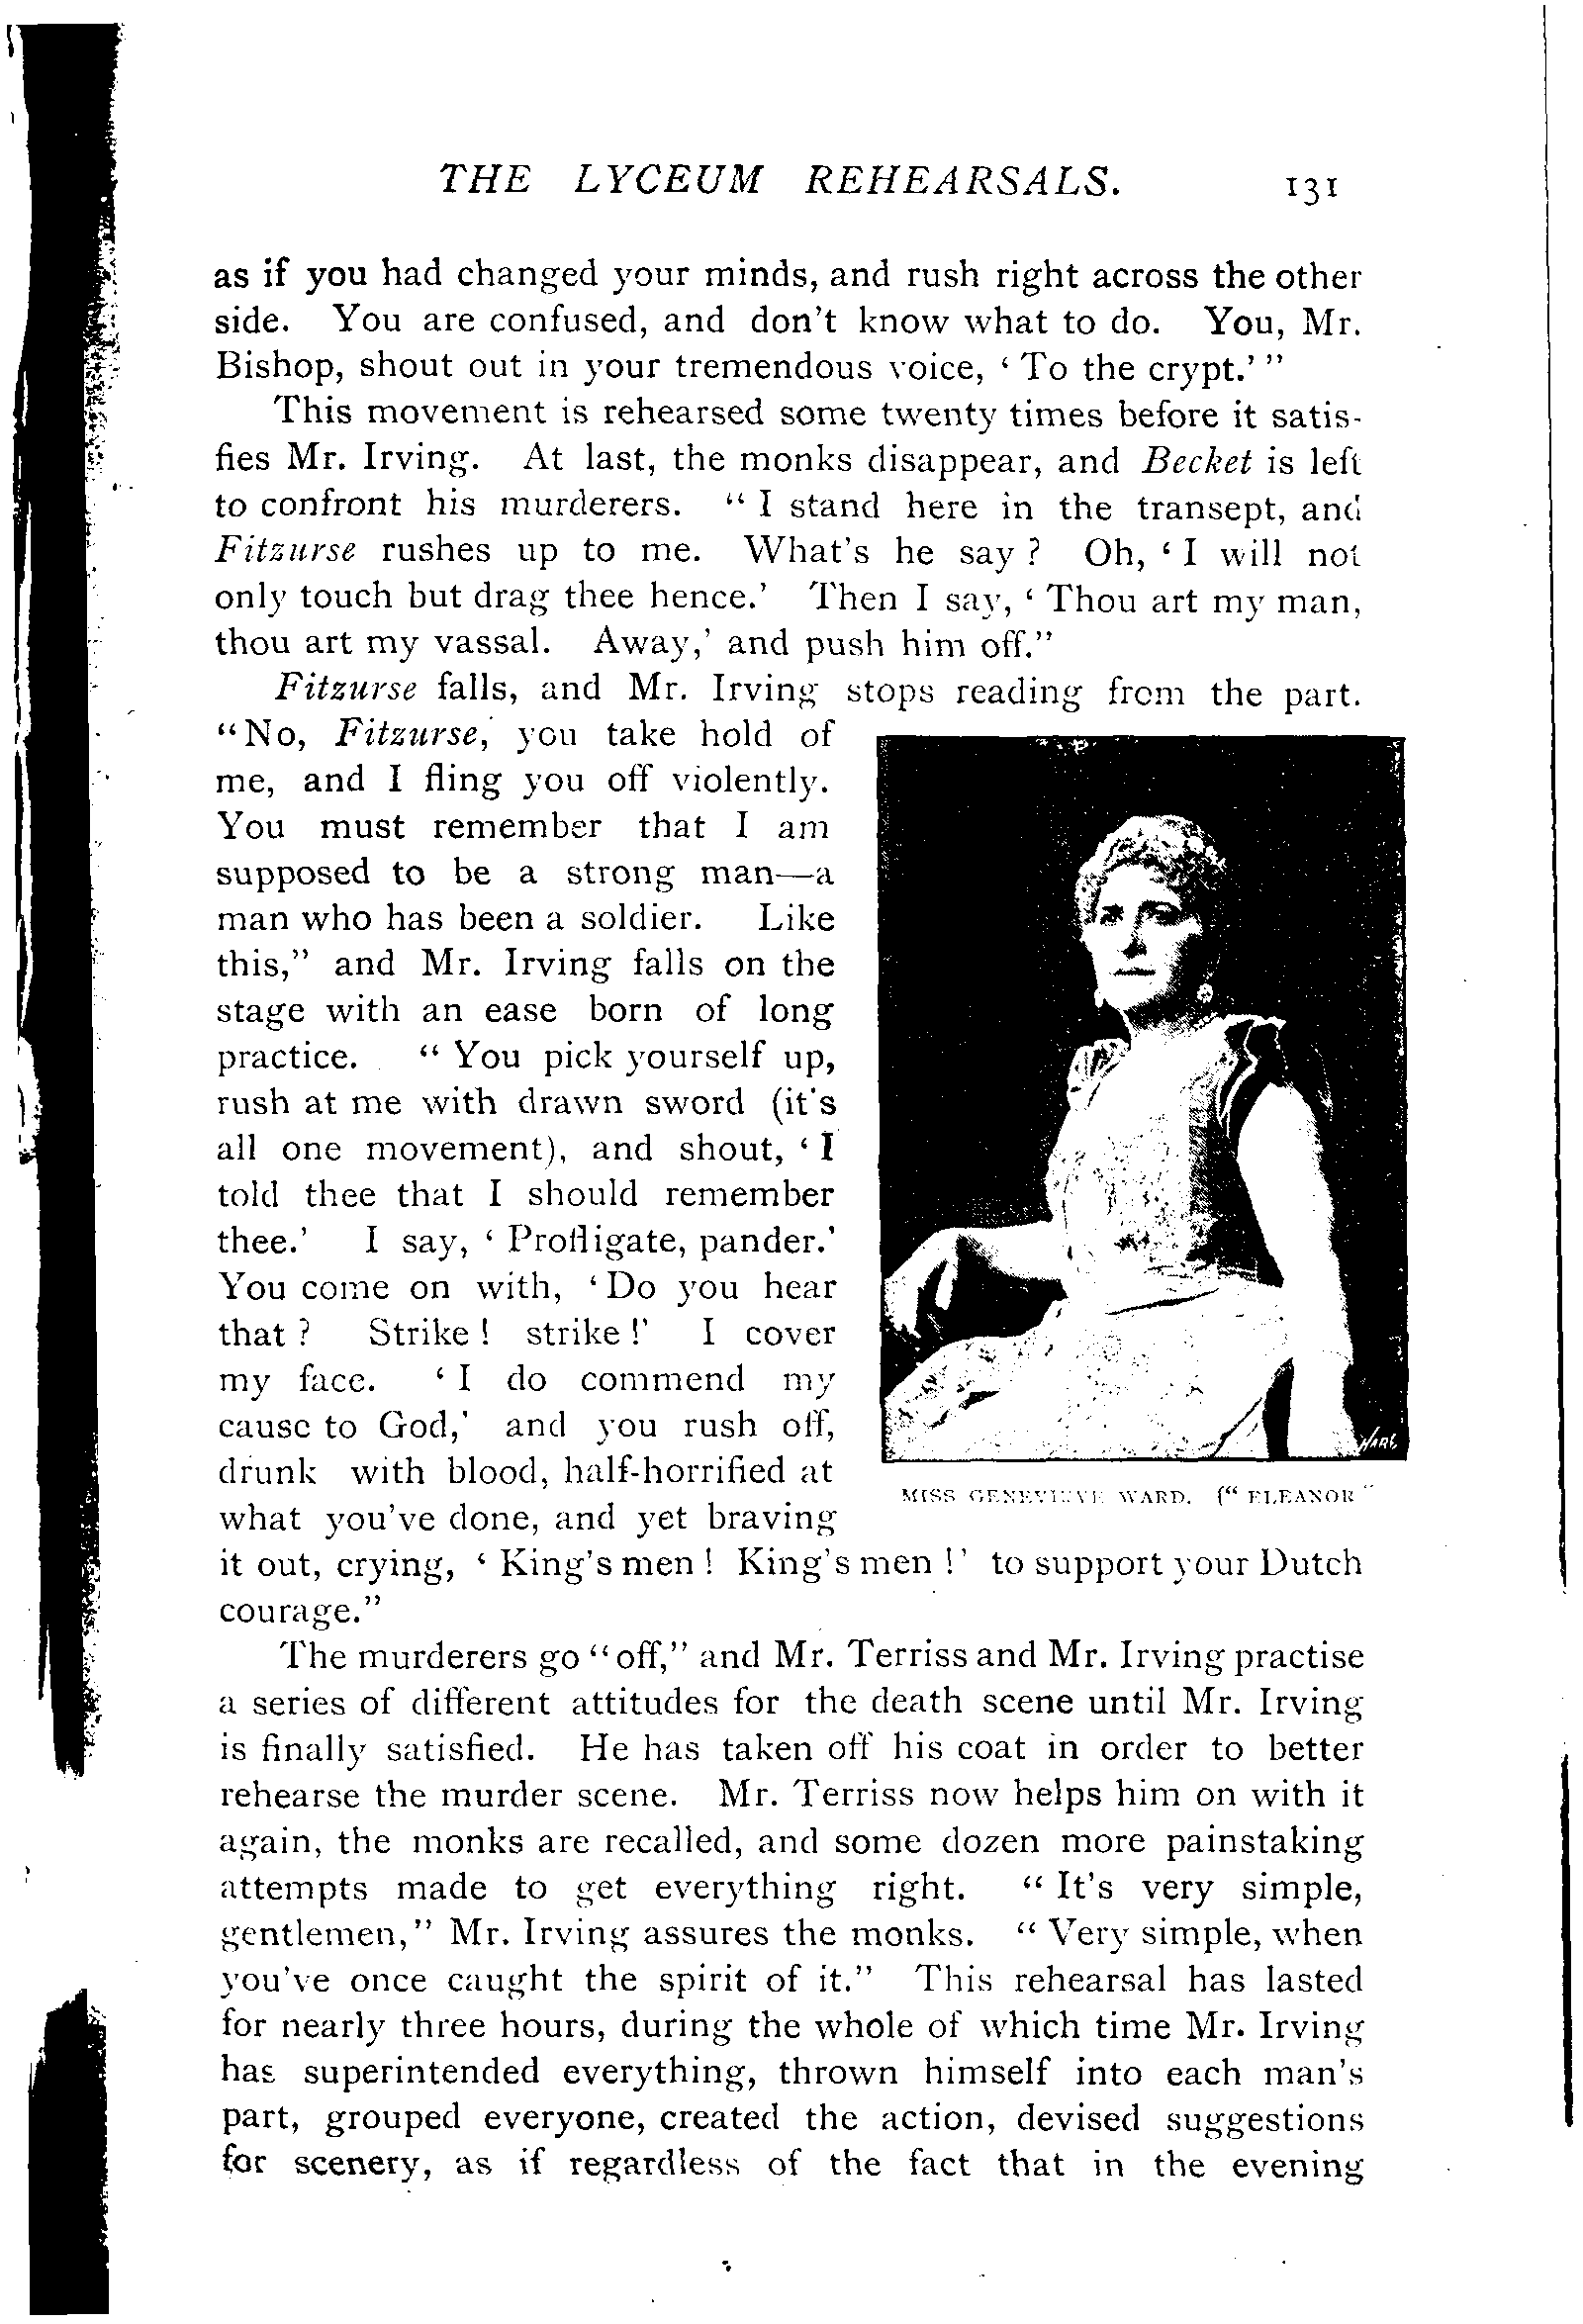 THE LYCEUM REHEARSALS. 131
as if you had changed your minds, and rush right across the other
side. You are confused, and don't know what to do. You, Mr.
Bishop, shout out in your tremendous voice, ‘ To the crypt.’ ”
This movement is rehearsed some twenty times before it satis-
fies Mr. Irving. At last, the monks disappear, and Becket is left
to confront his murderers. “ I stand here in the transept, and
Fitzurse rushes up to me. What's he say ? Oh, ‘ I will not
only touch but drag thee hence.’ Then I say, ‘ Thou art my man,
thou art my vassal. Away,’ and push him off.”
Fitzurse falls, and Mr. Irving stops reading from the part.
“No, Fitzurse, you take hold of
me, and I fling you off violently.
You must remember that I am
supposed to be a strong man—a
man who has been a soldier. Like
this,” and Mr. Irving falls on the
stage with an ease born of long
practice. “ You pick yourself up,
rush at me with drawn sword (it's
all one movement), and shout, ‘ I
told thee that I should remember
thee.’ I say, ‘ Profligate, pander.’
You come on with, ‘ Do you hear
that ? Strike ! strike !’ I cover
my face. ‘ I do commend my
cause to God,’ and you rush off,
drunk with blood, half-horrified at
what you've done, and yet braving
it out, crying, ‘ King's men ! King's men !’ to support your Dutch
courage.”
HARE
MISS GENEVIEVE WARD. (“ ELEANOR ”
The murderers go “off,” and Mr. Terriss and Mr. Irving practise
a series of different attitudes for the death scene until Mr. Irving
is finally satisfied. He has taken off his coat in order to better
rehearse the murder scene. Mr. Terriss now helps him on with it
again, the monks are recalled, and some dozen more painstaking
attempts made to get everything right. “ It's very simple,
gentlemen,” Mr. Irving assures the monks. “ Very simple, when
you've once caught the spirit of it.” This rehearsal has lasted
for nearly three hours, during the whole of which time Mr. Irving
has superintended everything, thrown himself into each man's
part, grouped everyone, created the action, devised suggestions
for scenery, as if regardless of the fact that in the evening